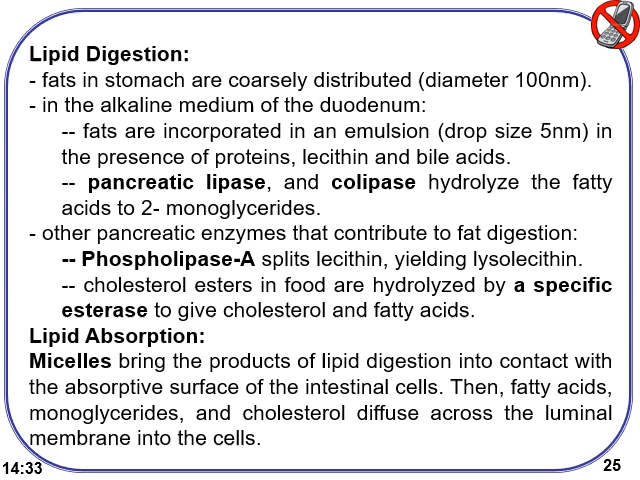 Lipid Digestion:
- fats in stomach are coarsely distributed (diameter 100nm).
- in the alkaline medium of the duodenum:
-- fats are incorporated in an emulsion (drop size 5nm) in
the presence of proteins, lecithin and bile acids.
-- pancreatic lipase, and colipase hydrolyze the fatty
acids to 2- monoglycerides.
- other pancreatic enzymes that contribute to fat digestion:
-- Phospholipase-A splits lecithin, yielding lysolecithin.
-- cholesterol esters in food are hydrolyzed by a specific
esterase to give cholesterol and fatty acids.
Lipid Absorption:
Micelles bring the products of lipid digestion into contact with
the absorptive surface of the intestinal cells. Then, fatty acids,
monoglycerides, and cholesterol diffuse across the luminal
membrane into the cells.
14:33
25